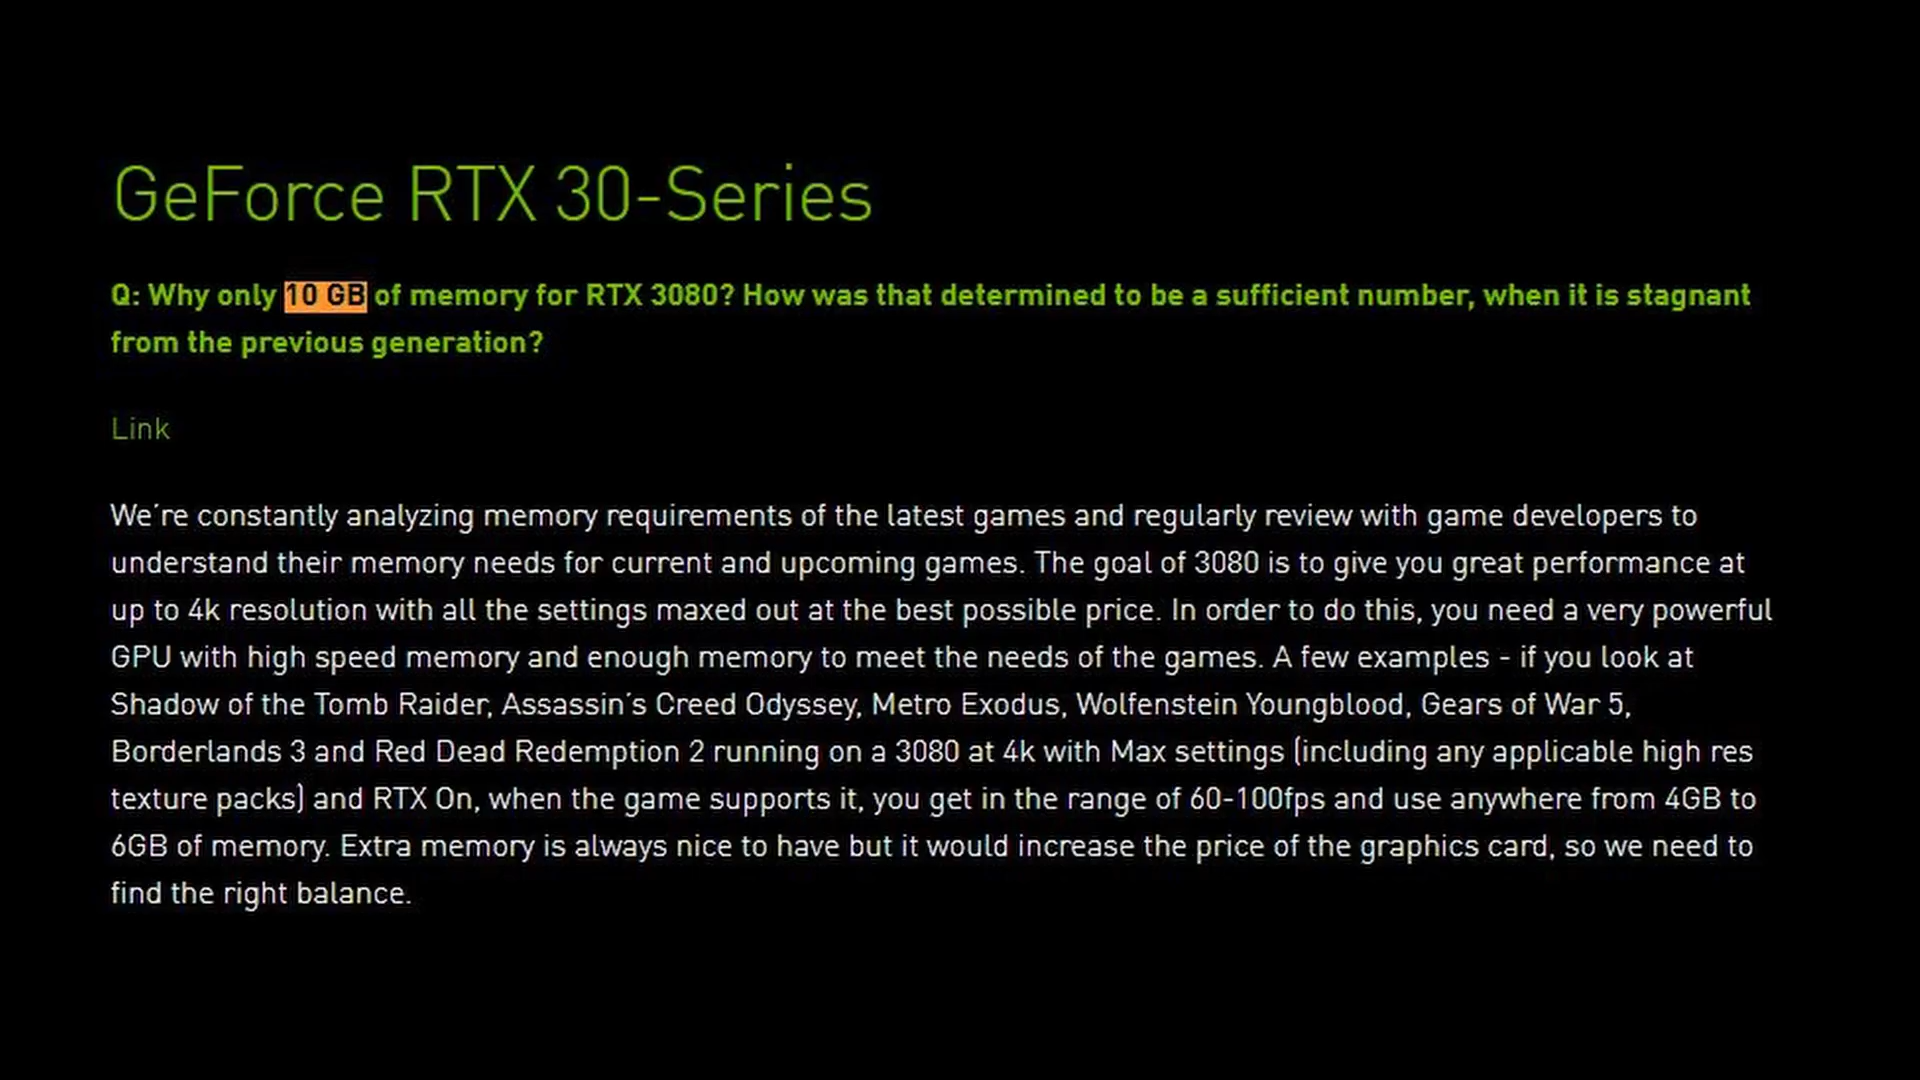 GeForce RTX 30-Series
Q: Why only 10 GB of memory for RTX 3080? How was that determined to be a sufficient number, when it is stagnant
from the previous generation?
Link
We´re constantly analyzing memory requirements of the latest games and regularly review with game developers to
understand their memory needs for current and upcoming games. The goal of 3080 is to give you great performance at
up to 4k resolution with all the settings maxed out at the best possible price. In order to do this, you need a very powerful
GPU with high speed memory and enough memory to meet the needs of the games. A few examples - if you look at
Shadow of the Tomb Raider, Assassin´s Creed Odyssey, Metro Exodus, Wolfenstein Youngblood, Gears of War 5,
Borderlands 3 and Red Dead Redemption 2 running on a 3080 at 4k with Max settings (including any applicable high res
texture packs) and RTX On, when the game supports it, you get in the range of 60-100fps and use anywhere from 4GB to
6GB of memory. Extra memory is always nice to have but it would increase the price of the graphics card, so we need to
find the right balance.